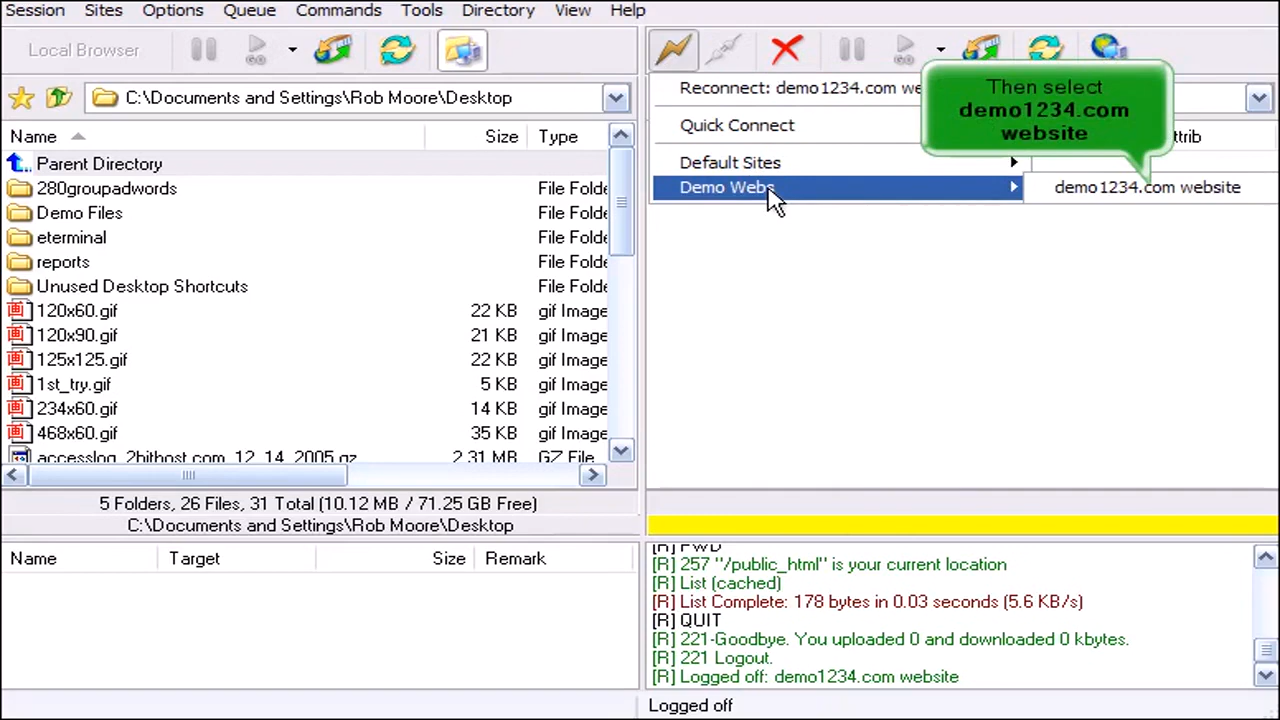 Session Sites Options Queue Commands Tools Directory View Help
Local Browser
C:\Documents and Settings\Rob Moore\Desktop
Name Size Type
Parent Directory
280groupadwords File Folde
Demo Files File Folde
eterminal File Folde
reports File Folde
Unused Desktop Shortcuts File Folde
120x60.gif 22 KB gif Image
120x90.gif 21 KB gif Image
125x125.gif 22 KB gif Image
1st_try.gif 5 KB gif Image
234x60.gif 14 KB gif Image
468x60.gif 35 KB gif Image
accesslog_2bithost.com_12_14_2005.gz 2.31 MB GZ File
5 Folders, 26 Files, 31 Total (10.12 MB / 71.25 GB Free)
C:\Documents and Settings\Rob Moore\Desktop
Name Target Size Remark
Reconnect: demo1234.com we
Quick Connect
Default Sites
Demo Webs
Then select
demo1234.com
website
ttrib
demo1234.com website
[R] PWD
[R] 257 "/public_html" is your current location
[R] List (cached)
[R] List Complete: 178 bytes in 0.03 seconds (5.6 KB/s)
[R] QUIT
[R] 221-Goodbye. You uploaded 0 and downloaded 0 kbytes.
[R] 221 Logout.
[R] Logged off: demo1234.com website
Logged off